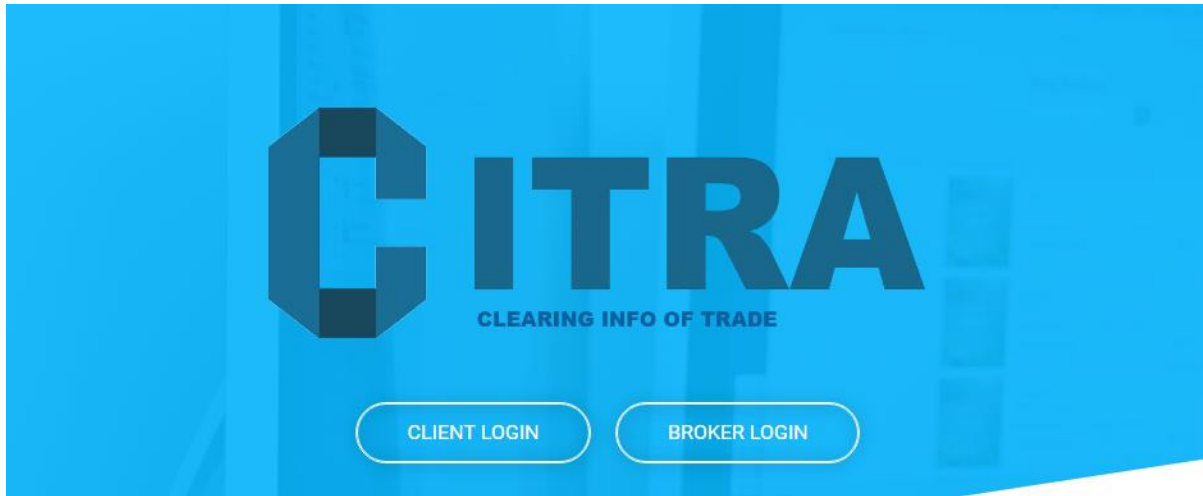 CITRA
CLEARING INFO OF TRADE
CLIENT LOGIN
BROKER LOGIN